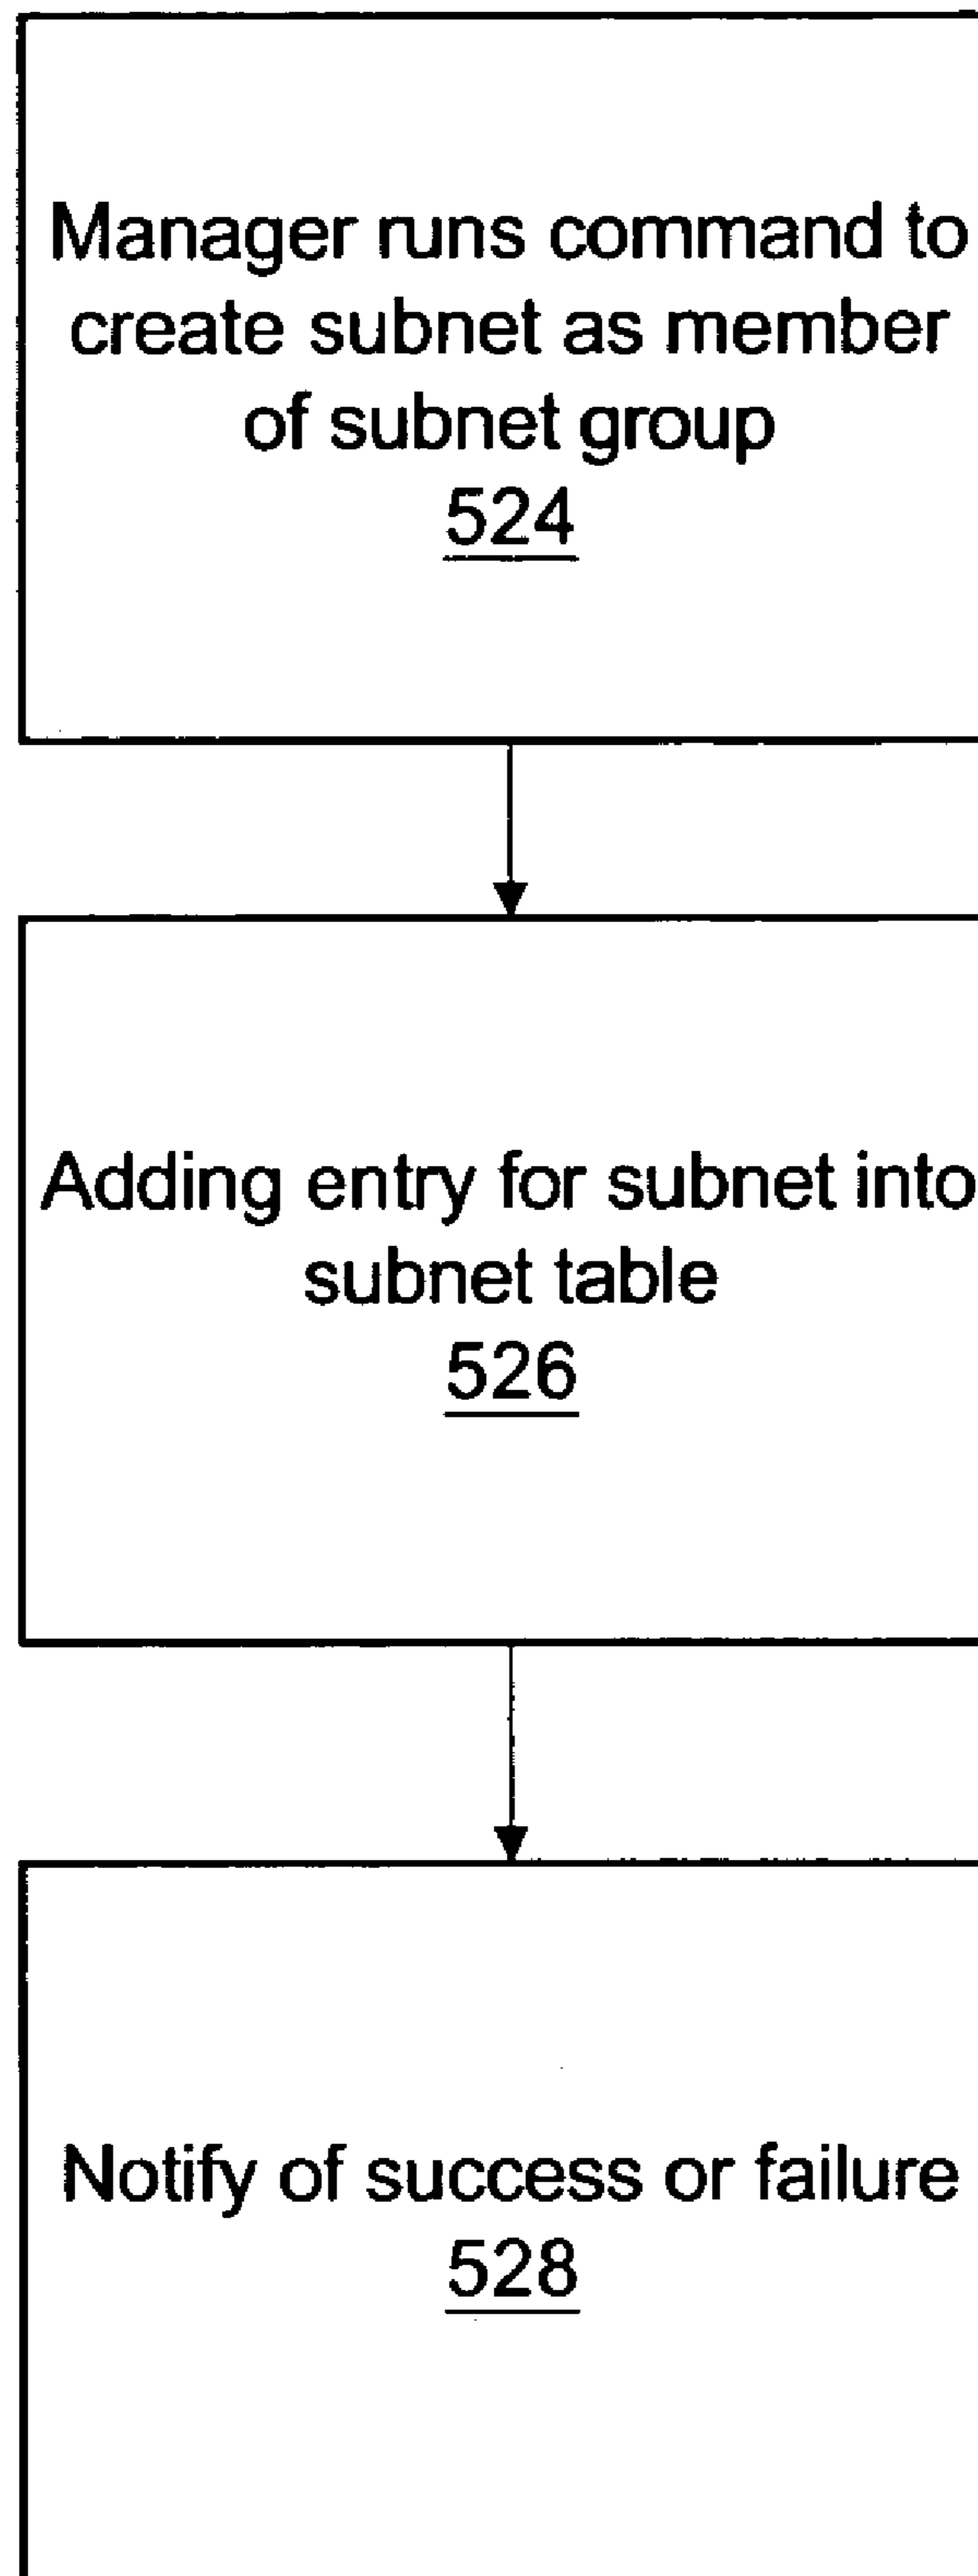 Manager runs command to
create subnet as member
of subnet group
524
Adding entry for subnet into
subnet table
526
Notify of success or failure
528